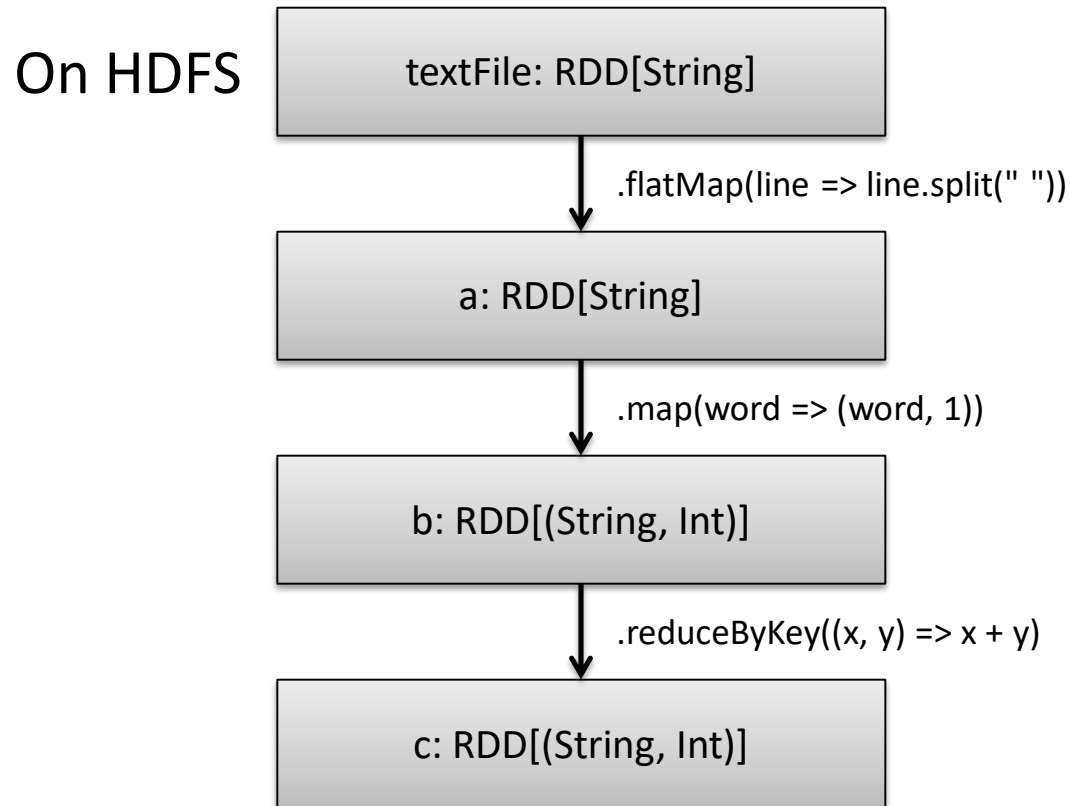 On HDFS
textFile: RDD[String]
.flatMap(line => line.split(" "))
a: RDD[String]
.map(word => (word, 1))
b: RDD[(String, Int)]
.reduceByKey((x, y) => x + y)
c: RDD[(String, Int)]